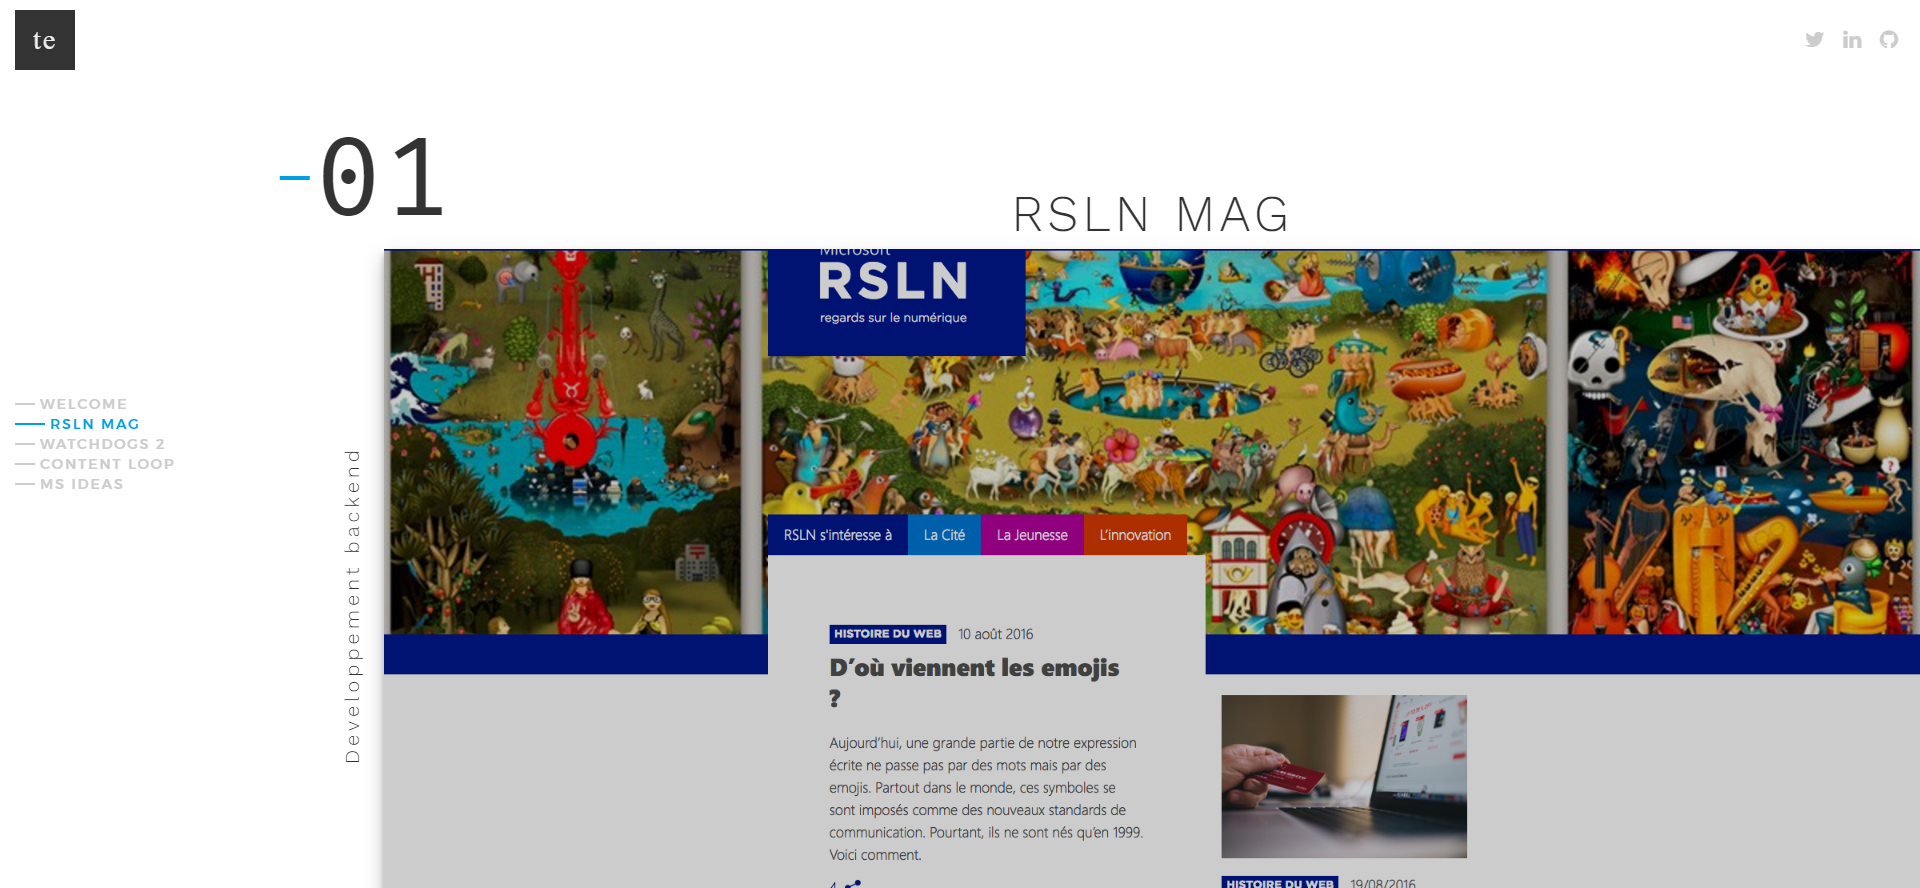 te
-01
RSLN MAG
WELCOME
RSLN MAG
WATCHDOGS 2
CONTENT LOOP
MS IDEAS
Developpement backend
Microsoft
RSLN
regards sur le numérique
RSLN s'intéresse à
La Cité
La Jeunesse
L'innovation
HISTOIRE DU WEB 10 août 2016
D'où viennent les emojis
?
Aujourd'hui, une grande partie de notre expression
écrite ne passe pas par des mots mais par des
emojis. Partout dans le monde, ces symboles se
sont imposés comme des nouveaux standards de
communication. Pourtant, ils ne sont nés qu'en 1999.
Voici comment.
4
HISTOIRE DU WEB 19/08/2016